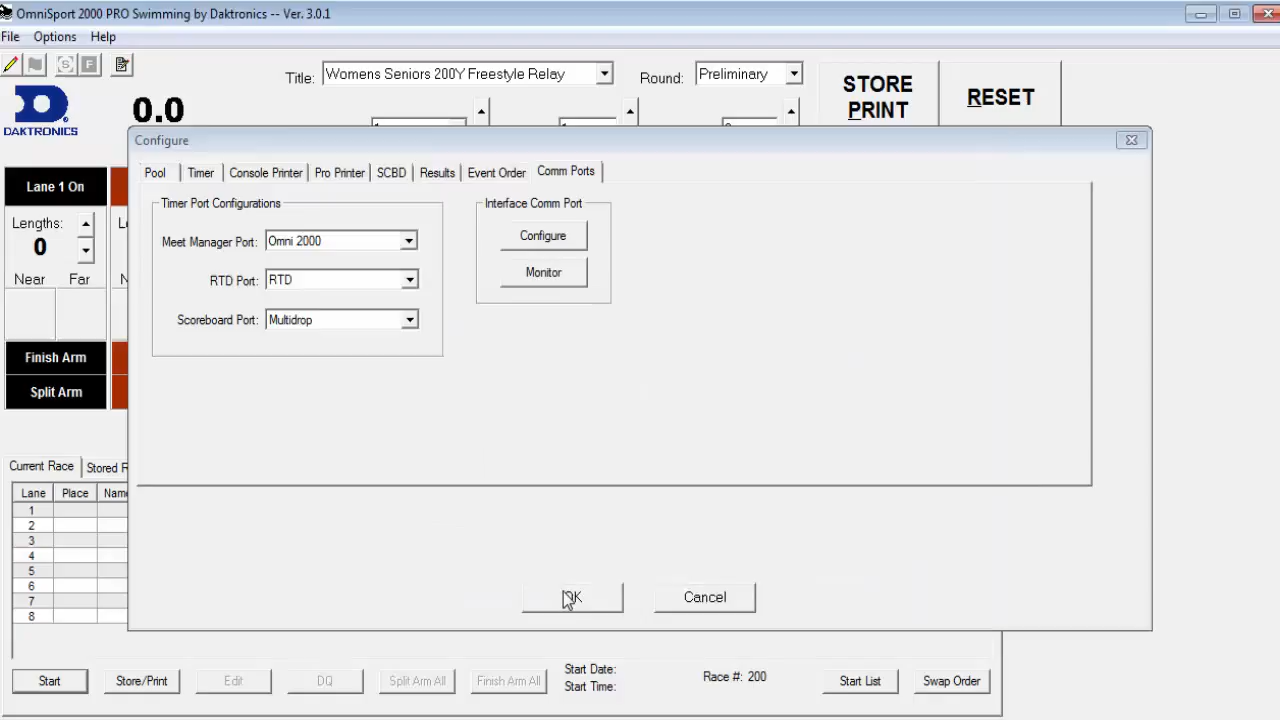 OmniSport 2000 PRO Swimming by Daktronics -- Ver. 3.0.1
File Options Help
S F
DAKTRONICS
0.0
Title: Womens Seniors 200Y Freestyle Relay Round: Preliminary
STORE
PRINT
RESET
Configure
Pool Timer Console Printer Pro Printer SCBD Results Event Order Comm Ports
Timer Port Configurations
Meet Manager Port: Omni 2000
RTD Port: RTD
Scoreboard Port: Multidrop
Interface Comm Port
Configure
Monitor
OK Cancel
Lane 1 On
Lengths:
0
Near Far
Finish Arm
Split Arm
Current Race Stored R
Lane Place Name
1
2
3
4
5
6
7
8
Start Store/Print Edit DQ Split Arm All Finish Arm All
Start Date:
Start Time:
Race #: 200
Start List Swap Order